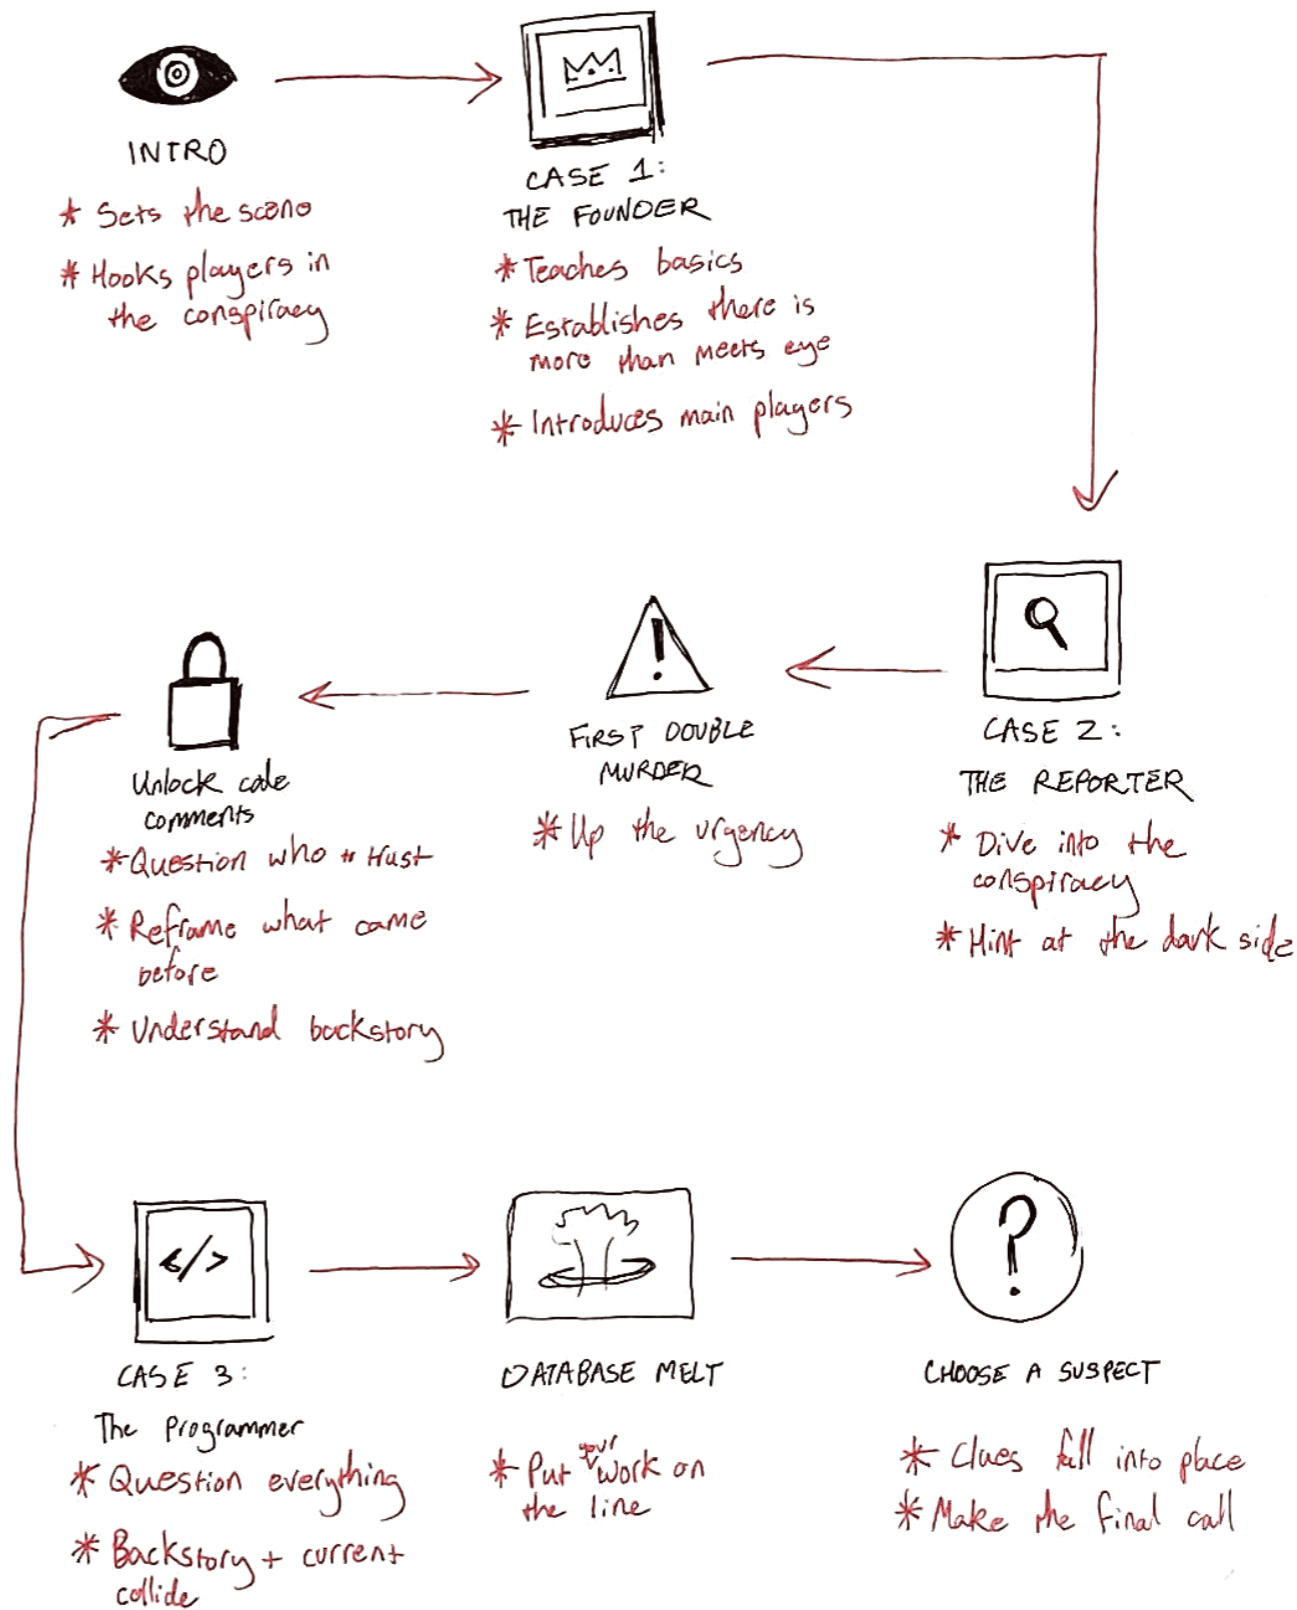 INTRO
* Sets the scene
* Hooks players in
the conspiracy
CASE 1:
THE FOUNDER
* Teaches basics
* Establishes there is
more than meets eye
* Introduces main players
CASE 2:
THE REPORTER
* Dive into the
conspiracy
* Hint at the dark side
!
FIRST DOUBLE
MURDER
* Up the urgency
Unlock code
comments
* Question who to trust
* Reframe what came
before
* Understand backstory
</>
CASE 3:
The Programmer
* Question everything
* Backstory + current
collide
DATABASE MELT
* Put your work on
the line
?
CHOOSE A SUSPECT
* Clues fall into place
* Make the final call